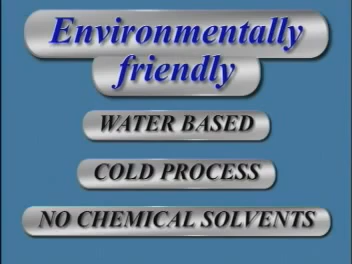 Environmentally
friendly
WATER BASED
COLD PROCESS
NO CHEMICAL SOLVENTS